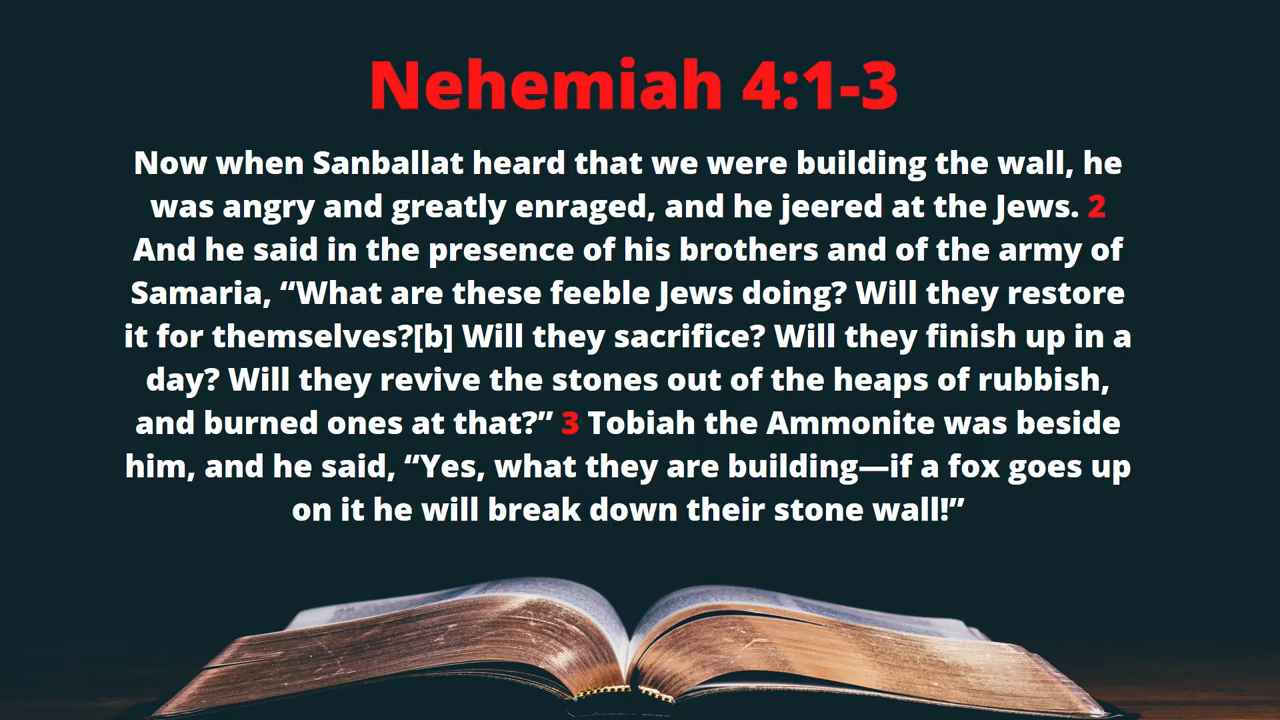 Nehemiah 4:1-3
Now when Sanballat heard that we were building the wall, he
was angry and greatly enraged, and he jeered at the Jews. 2
And he said in the presence of his brothers and of the army of
Samaria, “What are these feeble Jews doing? Will they restore
it for themselves?[b] Will they sacrifice? Will they finish up in a
day? Will they revive the stones out of the heaps of rubbish,
and burned ones at that?” 3 Tobiah the Ammonite was beside
him, and he said, “Yes, what they are building—if a fox goes up
on it he will break down their stone wall!”